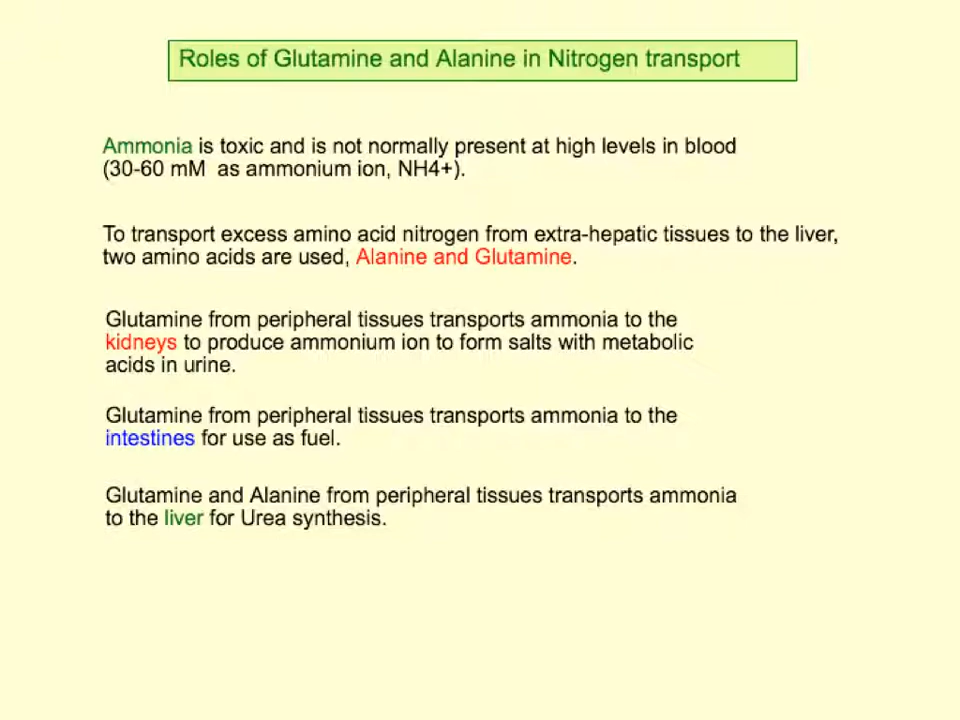 Roles of Glutamine and Alanine in Nitrogen transport
Ammonia is toxic and is not normally present at high levels in blood
(30-60 mM  as ammonium ion, NH4+).
To transport excess amino acid nitrogen from extra-hepatic tissues to the liver,
two amino acids are used, Alanine and Glutamine.
Glutamine from peripheral tissues transports ammonia to the
kidneys to produce ammonium ion to form salts with metabolic
acids in urine.
Glutamine from peripheral tissues transports ammonia to the
intestines for use as fuel.
Glutamine and Alanine from peripheral tissues transports ammonia
to the liver for Urea synthesis.